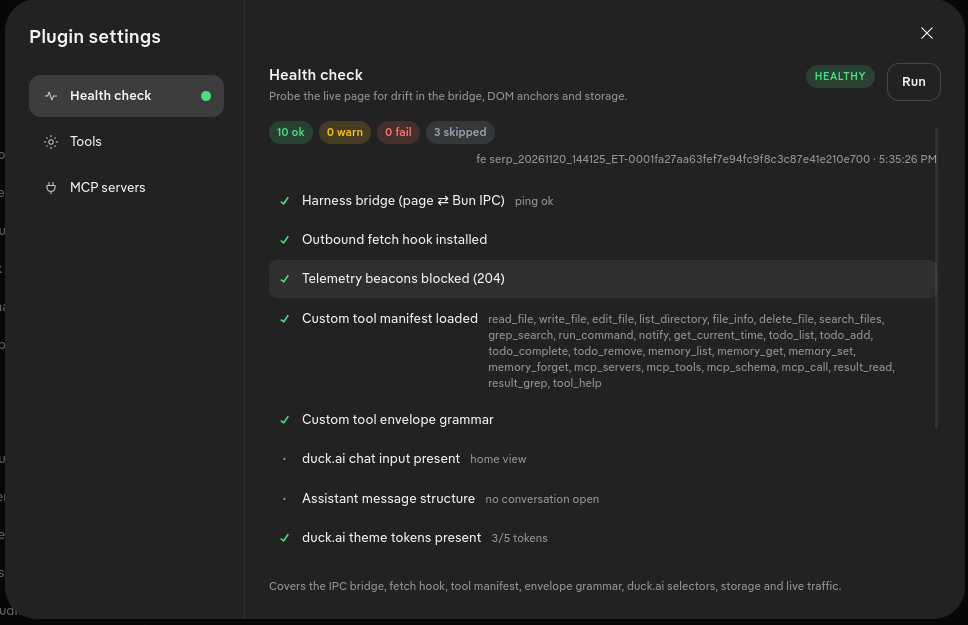 Plugin settings
Health check
Tools
MCP servers
Health check
HEALTHY
Run
Probe the live page for drift in the bridge, DOM anchors and storage.
10 ok
0 warn
0 fail
3 skipped
fe serp_20261120_144125_ET-0001fa27aa63fef7e94fc9f8c3c87e41e210e700 · 5:35:26 PM
Harness bridge (page ⇄ Bun IPC) ping ok
Outbound fetch hook installed
Telemetry beacons blocked (204)
Custom tool manifest loaded read_file, write_file, edit_file, list_directory, file_info, delete_file, search_files,
grep_search, run_command, notify, get_current_time, todo_list, todo_add,
todo_complete, todo_remove, memory_list, memory_get, memory_set,
memory_forget, mcp_servers, mcp_tools, mcp_schema, mcp_call, result_read,
result_grep, tool_help
Custom tool envelope grammar
duck.ai chat input present home view
Assistant message structure no conversation open
duck.ai theme tokens present 3/5 tokens
Covers the IPC bridge, fetch hook, tool manifest, envelope grammar, duck.ai selectors, storage and live traffic.